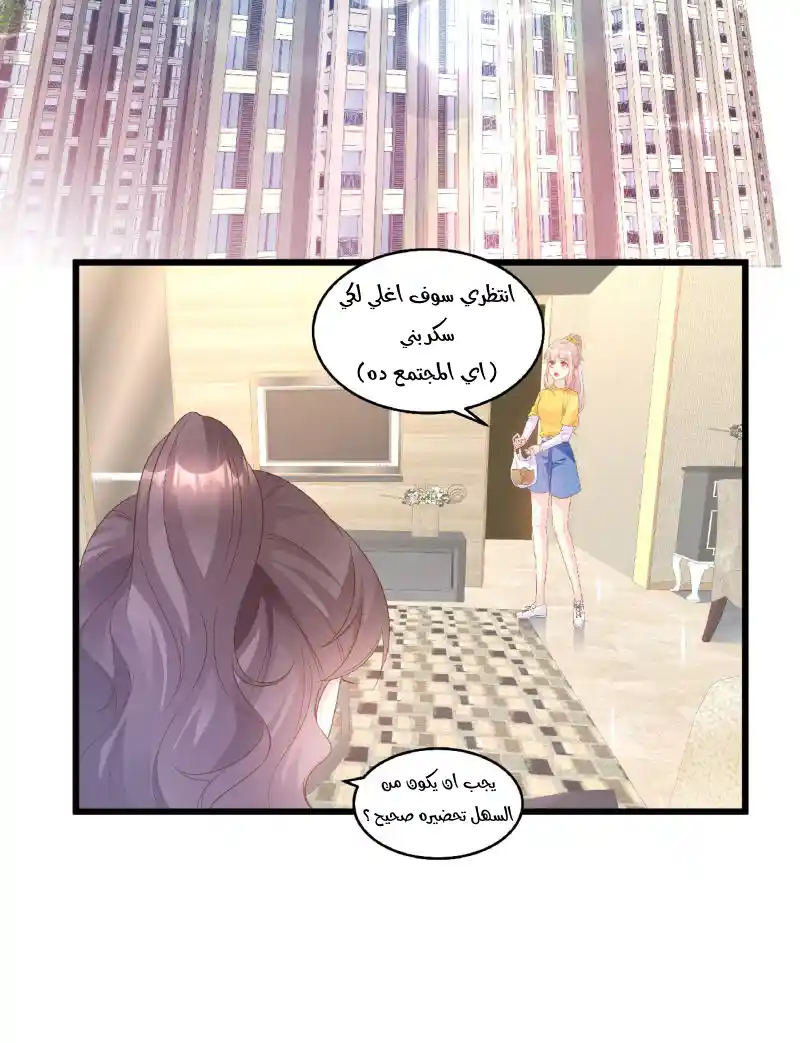 انتظري سوف اغلي لكي
سكربني
(اي المجتمع ده)
يجب ان يكون من
السهل تحضيره صحيح ؟